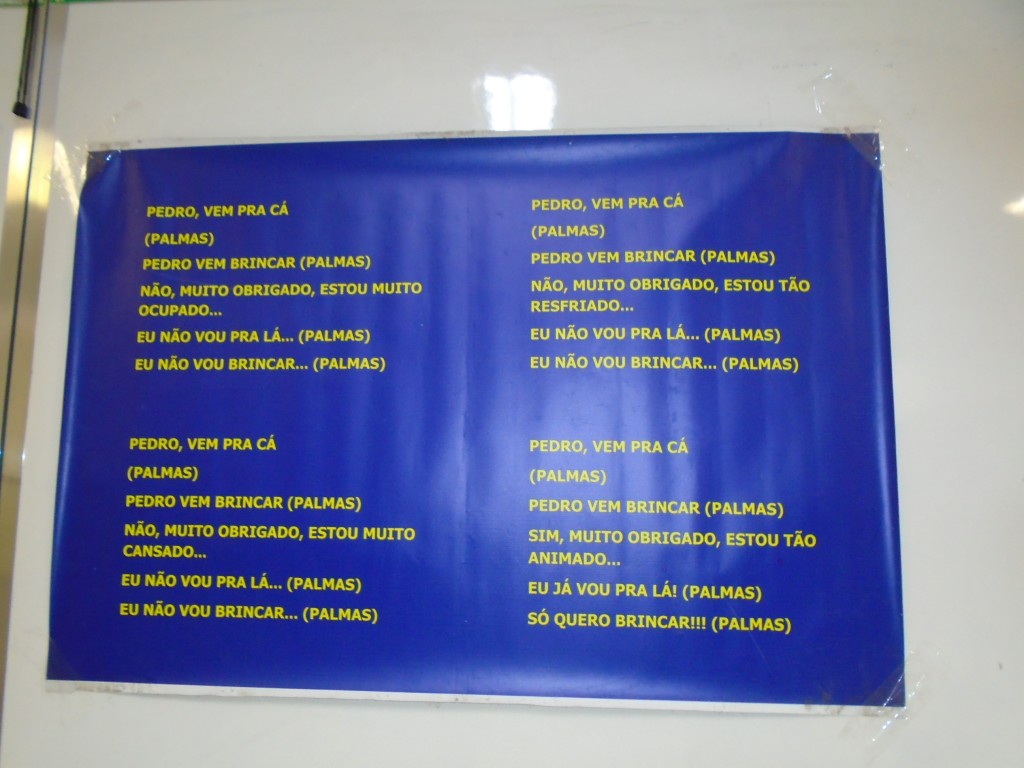 PEDRO, VEM PRA CÁ
(PALMAS)
PEDRO VEM BRINCAR (PALMAS)
NÃO, MUITO OBRIGADO, ESTOU MUITO
OCUPADO...
EU NÃO VOU PRA LÁ... (PALMAS)
EU NÃO VOU BRINCAR... (PALMAS)
PEDRO, VEM PRA CÁ
(PALMAS)
PEDRO VEM BRINCAR (PALMAS)
NÃO, MUITO OBRIGADO, ESTOU TÃO
RESFRIADO...
EU NÃO VOU PRA LÁ... (PALMAS)
EU NÃO VOU BRINCAR... (PALMAS)
PEDRO, VEM PRA CÁ
(PALMAS)
PEDRO VEM BRINCAR (PALMAS)
NÃO, MUITO OBRIGADO, ESTOU MUITO
CANSADO...
EU NÃO VOU PRA LÁ... (PALMAS)
EU NÃO VOU BRINCAR... (PALMAS)
PEDRO, VEM PRA CÁ
(PALMAS)
PEDRO VEM BRINCAR (PALMAS)
SIM, MUITO OBRIGADO, ESTOU TÃO
ANIMADO...
EU JÁ VOU PRA LÁ! (PALMAS)
SÓ QUERO BRINCAR!!! (PALMAS)